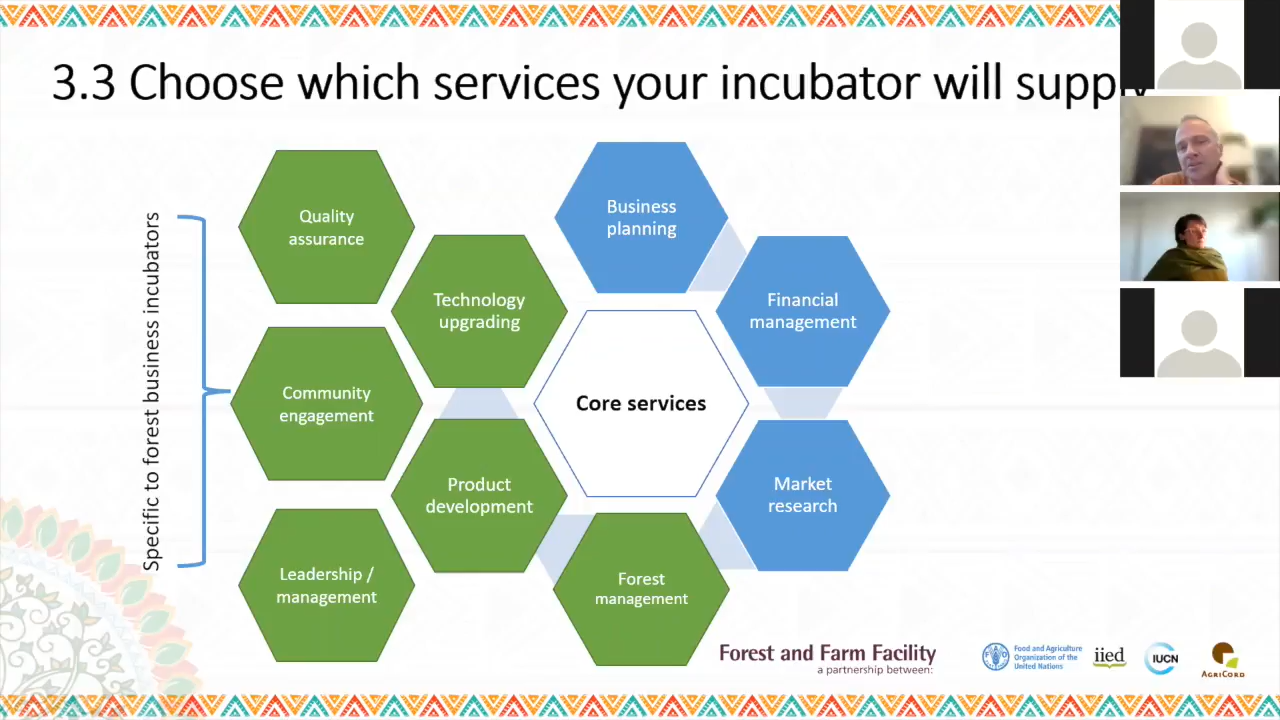 3.3 Choose which services your incubator will supply
Specific to forest business incubators
Quality
assurance
Technology
upgrading
Community
engagement
Product
development
Leadership /
management
Business
planning
Financial
management
Core services
Market
research
Forest
management
Forest and Farm Facility
a partnership between:
FAO
Food and Agriculture
Organization of the
United Nations
iied
IUCN
AGRICORD